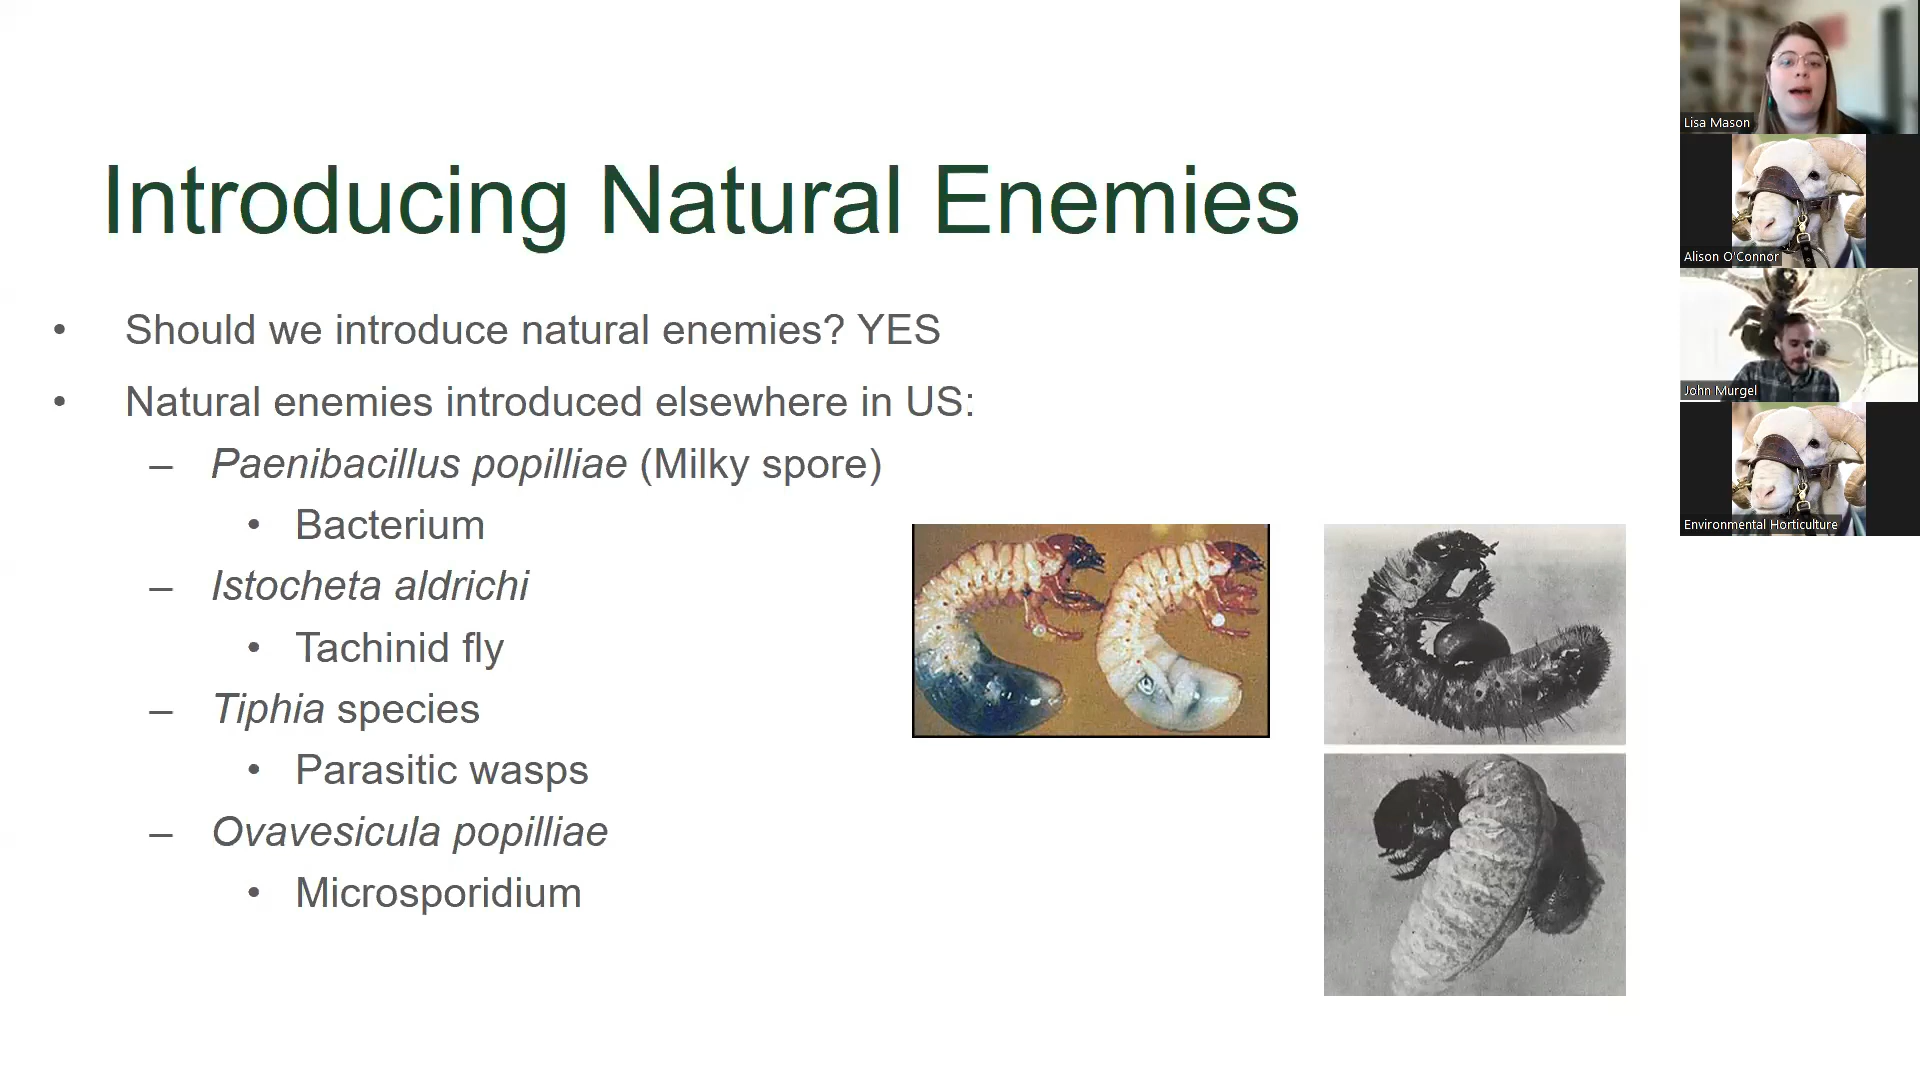 Introducing Natural Enemies
• Should we introduce natural enemies? YES
• Natural enemies introduced elsewhere in US:
– Paenibacillus popilliae (Milky spore)
• Bacterium
– Istocheta aldrichi
• Tachinid fly
– Tiphia species
• Parasitic wasps
– Ovavesicula popilliae
• Microsporidium
Lisa Mason
Alison O'Connor
John Murgel
Environmental Horticulture